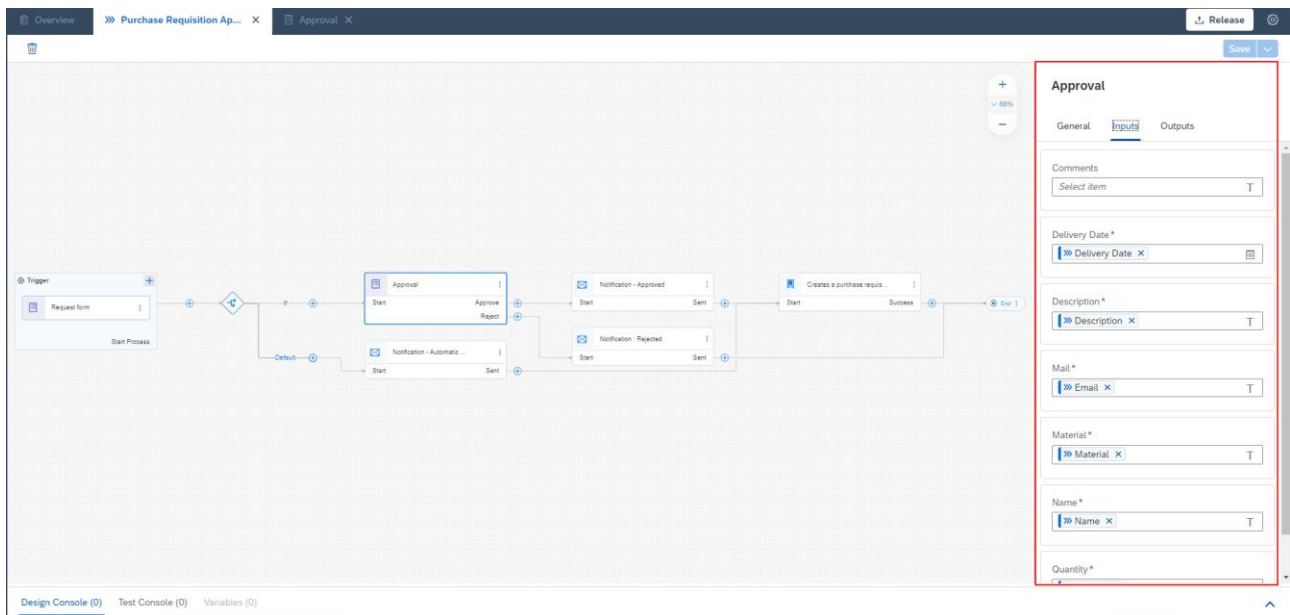 Overview
Purchase Requisition Ap...
Approval
Release
Save
66%
Trigger
Request form
Start Process
If
Default
Approval
Start
Approve
Reject
Notification - Automatic ...
Start
Sent
Notification - Approved
Start
Sent
Notification : Rejected
Start
Sent
Creates a purchase requis...
Start
Success
End
Approval
General
Inputs
Outputs
Comments
Select item
T
Delivery Date*
Delivery Date
Description*
Description
T
Mail*
Email
T
Material*
Material
T
Name*
Name
T
Quantity*
Design Console (0)
Test Console (0)
Variables (0)